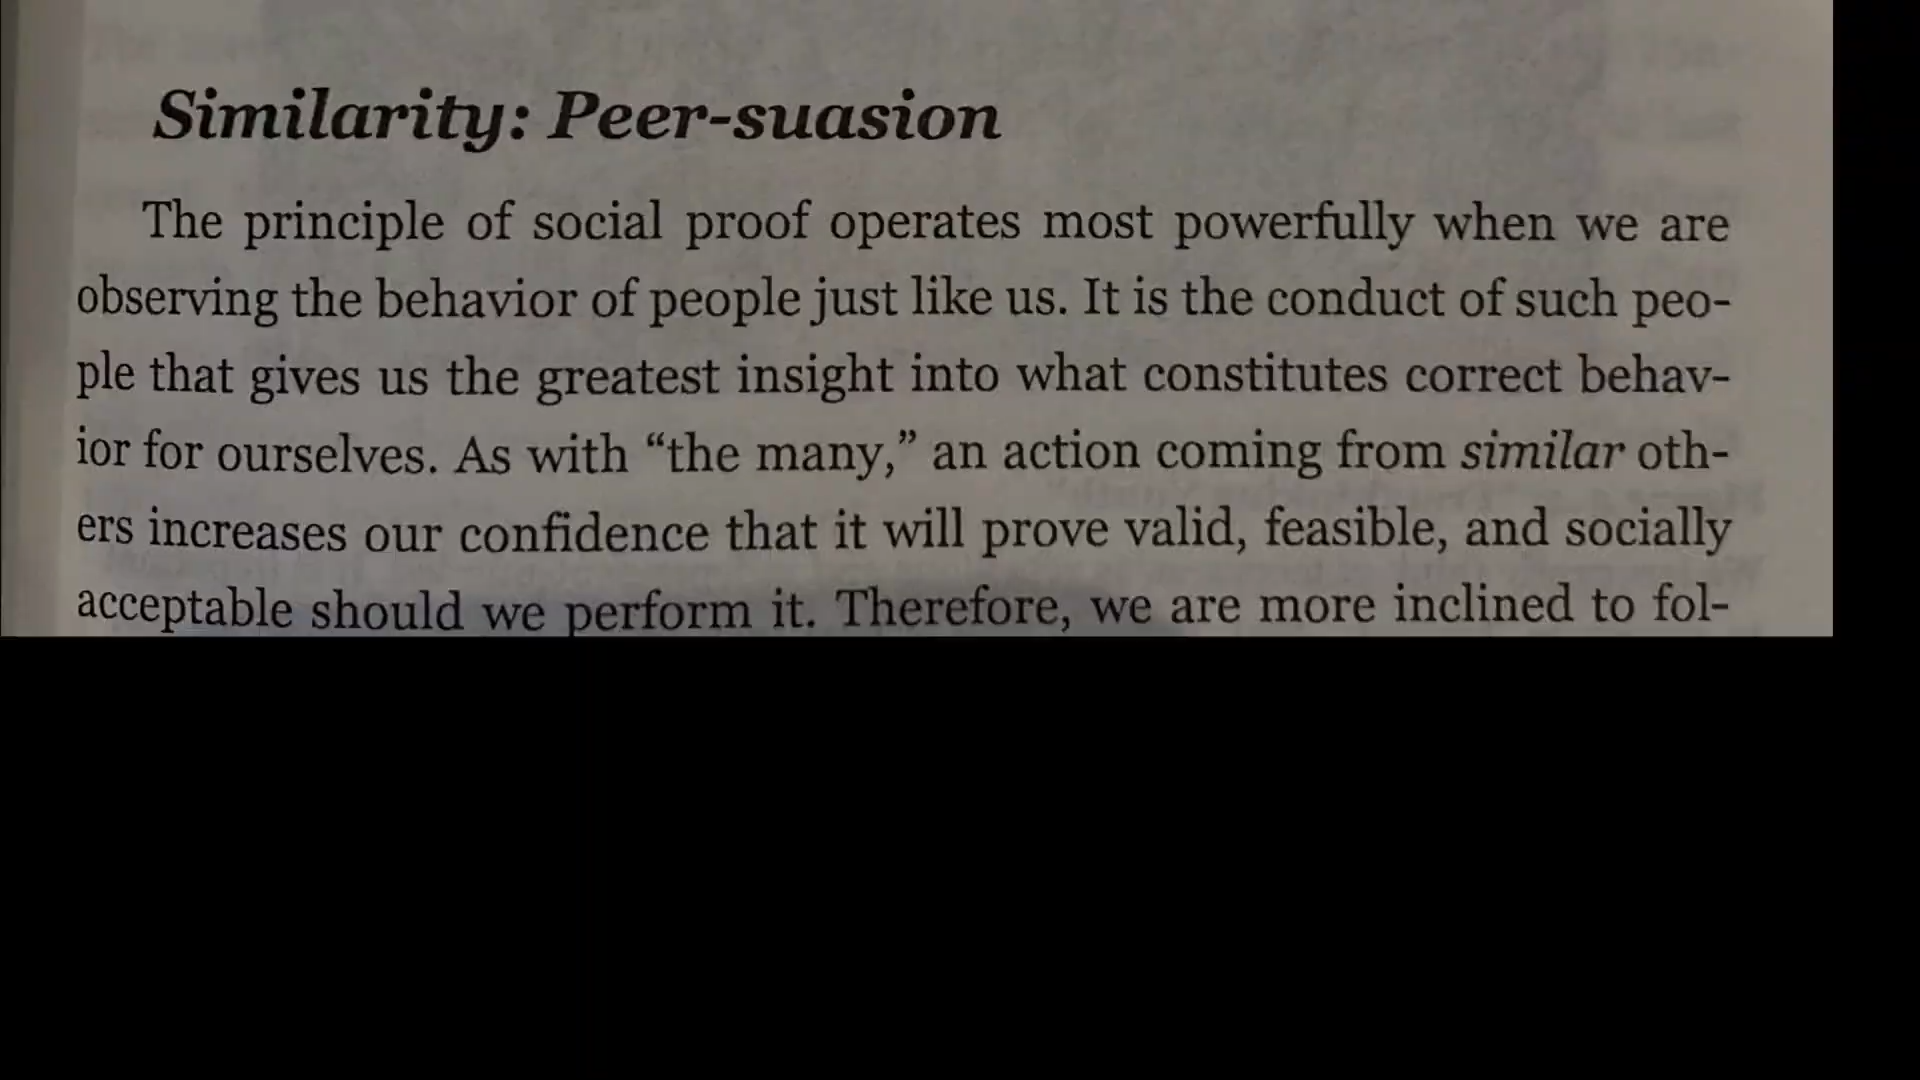 Similarity: Peer-suasion
The principle of social proof operates most powerfully when we are
observing the behavior of people just like us. It is the conduct of such peo-
ple that gives us the greatest insight into what constitutes correct behav-
ior for ourselves. As with “the many,” an action coming from similar oth-
ers increases our confidence that it will prove valid, feasible, and socially
acceptable should we perform it. Therefore, we are more inclined to fol-